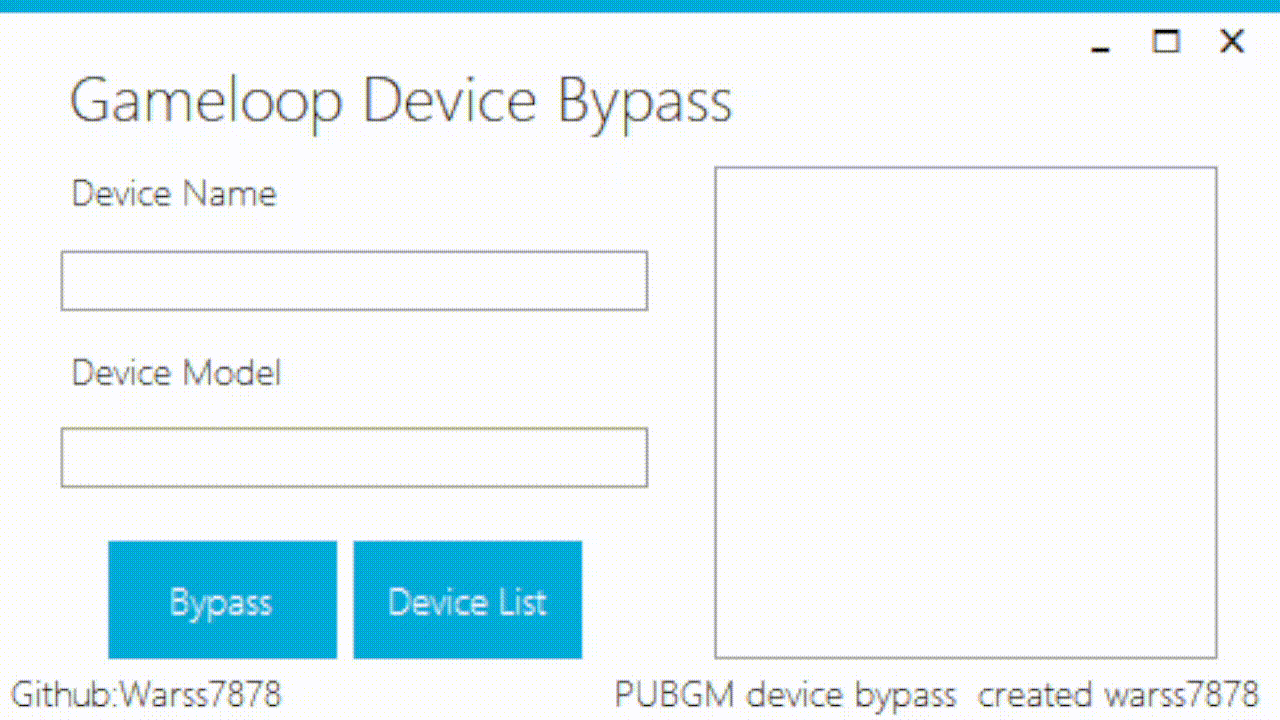 Gameloop Device Bypass
Device Name
Device Model
Bypass
Device List
Github:Warss7878
PUBGM device bypass  created warss7878